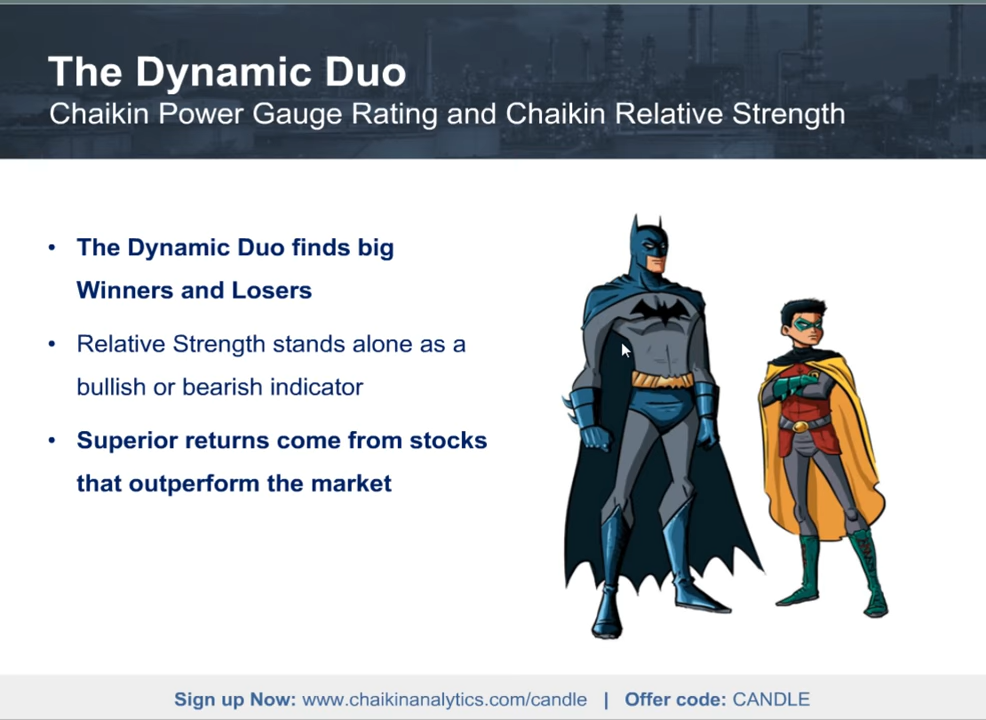 The Dynamic Duo
Chaikin Power Gauge Rating and Chaikin Relative Strength
• The Dynamic Duo finds big
Winners and Losers
• Relative Strength stands alone as a
bullish or bearish indicator
• Superior returns come from stocks
that outperform the market
Sign up Now: www.chaikinanalytics.com/candle | Offer code: CANDLE